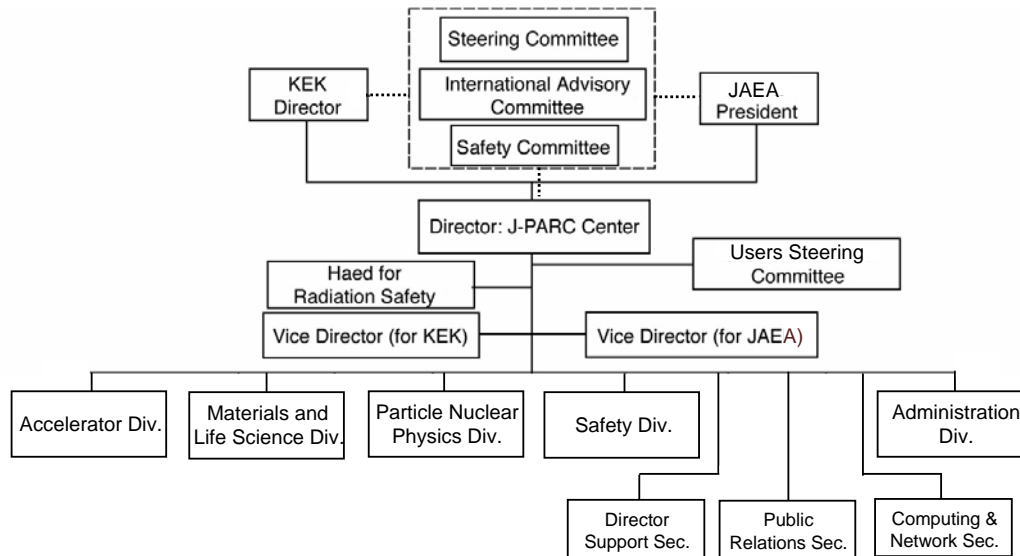 Steering Committee
KEK
Director
International Advisory
Committee
JAEA
President
Safety Committee
Director: J-PARC Center
Users Steering
Committee
Haed for
Radiation Safety
Vice Director (for KEK)
Vice Director (for JAEA)
Accelerator Div.
Materials and
Life Science Div.
Particle Nuclear
Physics Div.
Safety Div.
Administration
Div.
Director
Support Sec.
Public
Relations Sec.
Computing &
Network Sec.